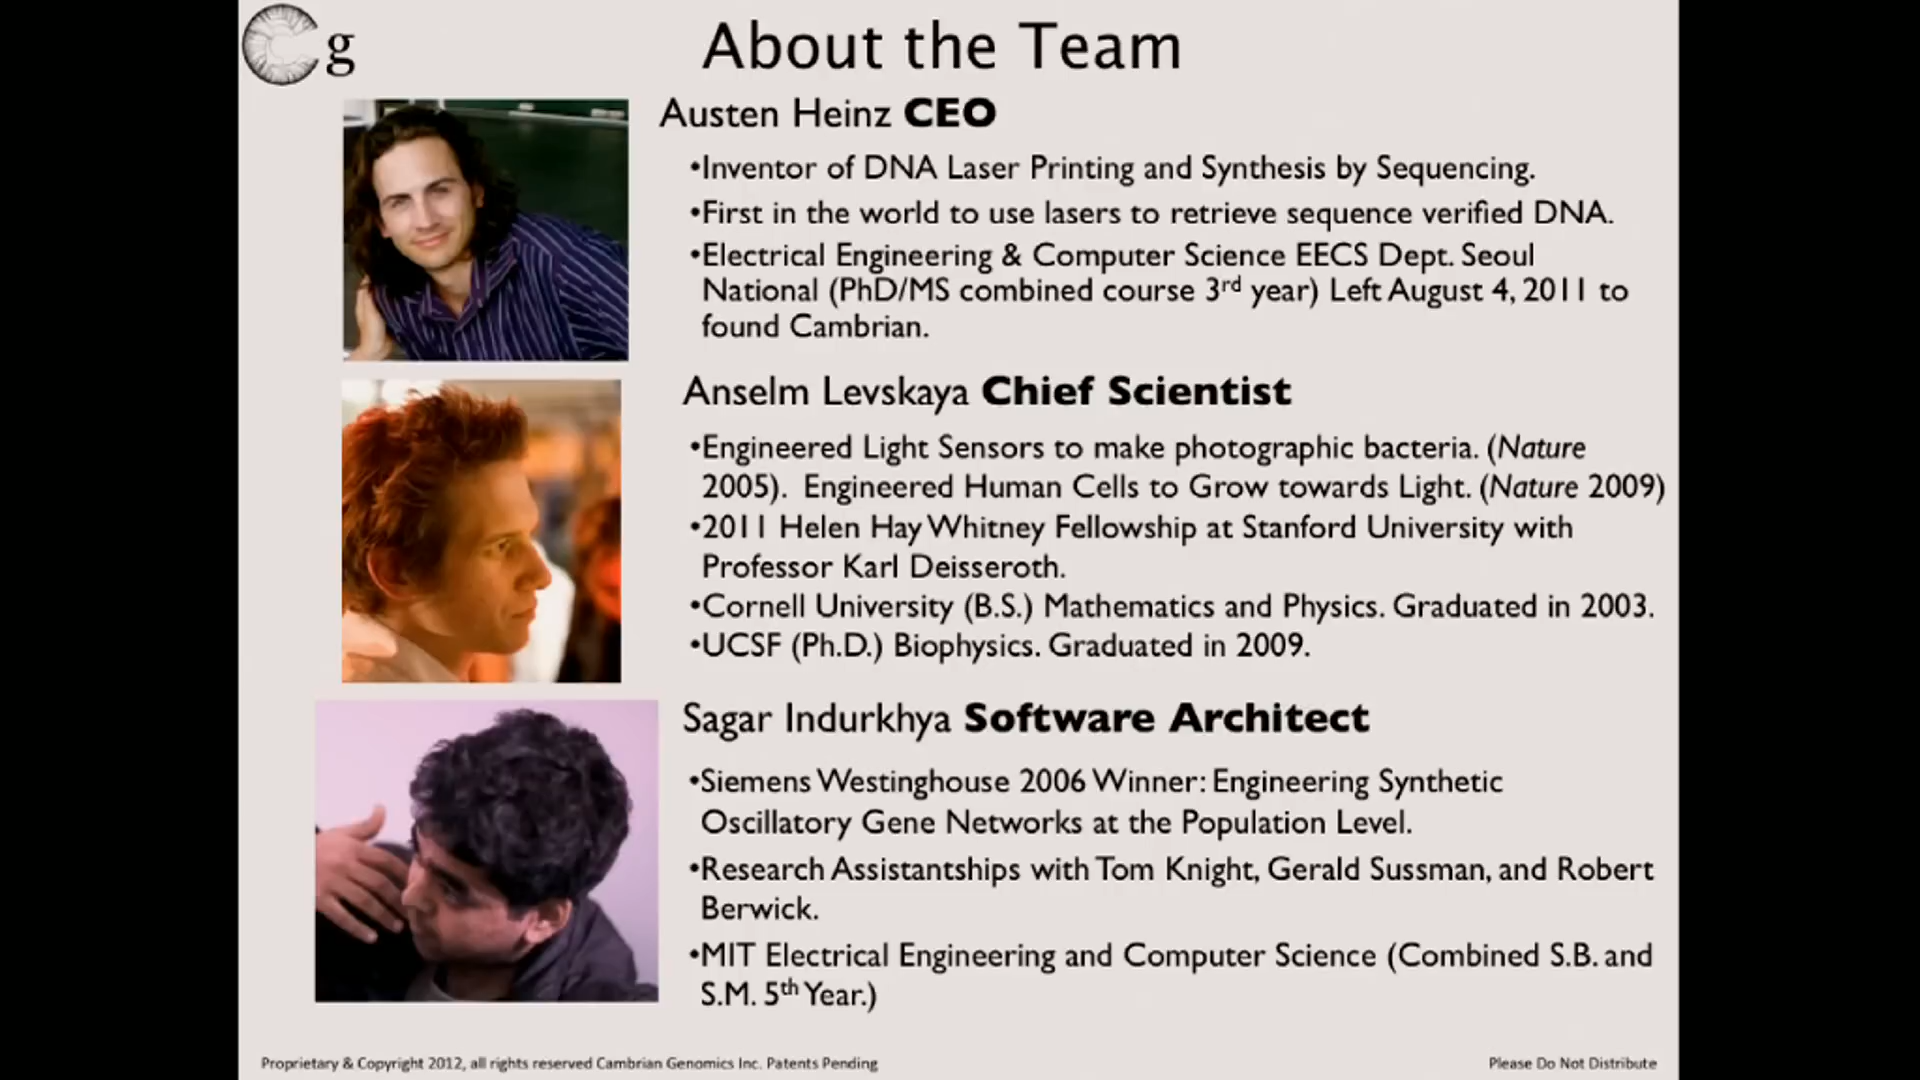 Cg
About the Team
Austen Heinz CEO
•Inventor of DNA Laser Printing and Synthesis by Sequencing.
•First in the world to use lasers to retrieve sequence verified DNA.
•Electrical Engineering & Computer Science EECS Dept. Seoul
National (PhD/MS combined course 3rd year) Left August 4, 2011 to
found Cambrian.
Anselm Levskaya Chief Scientist
•Engineered Light Sensors to make photographic bacteria. (Nature
2005). Engineered Human Cells to Grow towards Light. (Nature 2009)
•2011 Helen Hay Whitney Fellowship at Stanford University with
Professor Karl Deisseroth.
•Cornell University (B.S.) Mathematics and Physics. Graduated in 2003.
•UCSF (Ph.D.) Biophysics. Graduated in 2009.
Sagar Indurkhya Software Architect
•Siemens Westinghouse 2006 Winner: Engineering Synthetic
Oscillatory Gene Networks at the Population Level.
•Research Assistantships with Tom Knight, Gerald Sussman, and Robert
Berwick.
•MIT Electrical Engineering and Computer Science (Combined S.B. and
S.M. 5th Year.)
Proprietary & Copyright 2012, all rights reserved Cambrian Genomics Inc. Patents Pending
Please Do Not Distribute